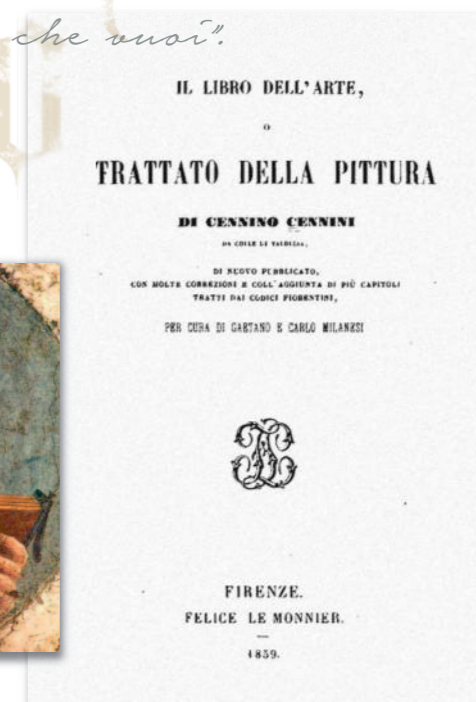 che vuoi".
IL LIBRO DELL'ARTE,
O
TRATTATO DELLA PITTURA
DI CENNINO CENNINI
DA COLLE DI VALDELSA,
DI NUOVO PUBBLICATO,
CON MOLTE CORREZIONI E COLL'AGGIUNTA DI PIÙ CAPITOLI
TRATTI DAI CODICI FIORENTINI,
PER CURA DI GAETANO E CARLO MILANESI
FIRENZE.
FELICE LE MONNIER.
1859.